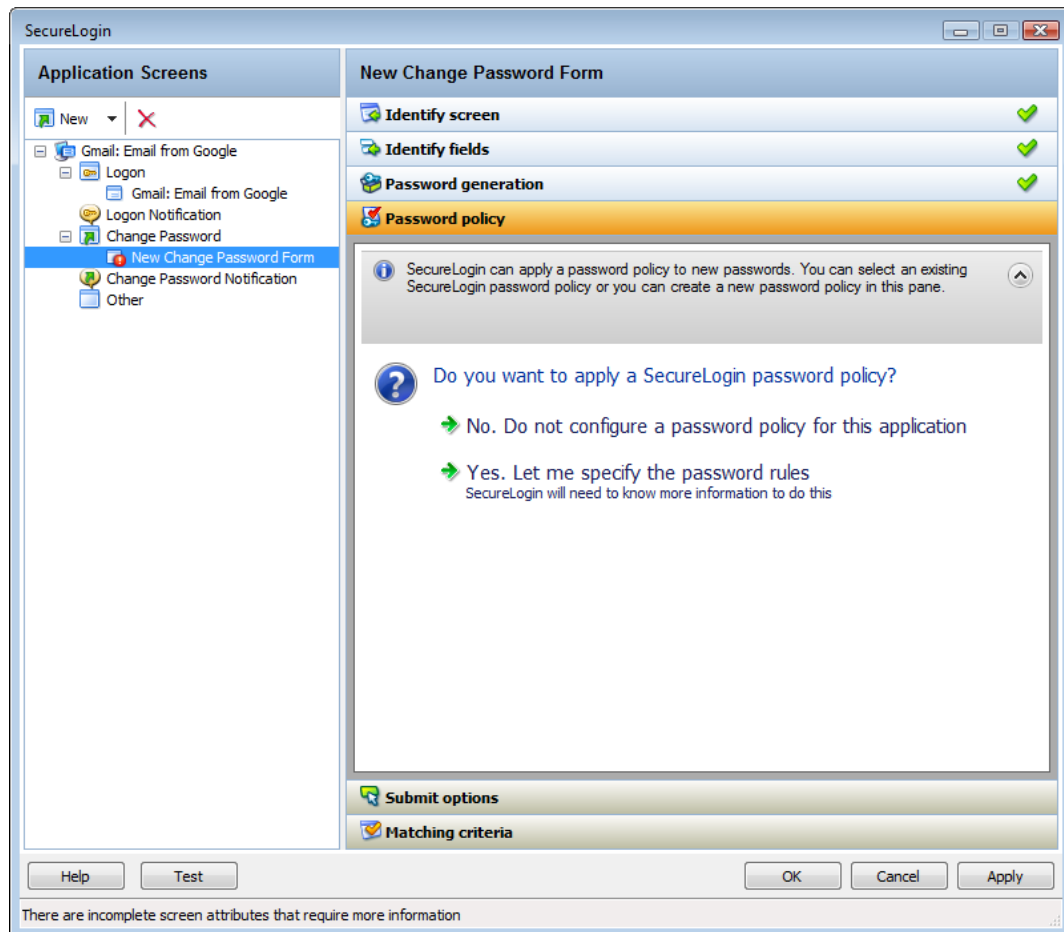 SecureLogin
Application Screens
New
Gmail: Email from Google
Logon
Gmail: Email from Google
Logon Notification
Change Password
New Change Password Form
Change Password Notification
Other
New Change Password Form
Identify screen
Identify fields
Password generation
Password policy
SecureLogin can apply a password policy to new passwords. You can select an existing
SecureLogin password policy or you can create a new password policy in this pane.
Do you want to apply a SecureLogin password policy?
No. Do not configure a password policy for this application
Yes. Let me specify the password rules
SecureLogin will need to know more information to do this
Submit options
Matching criteria
Help
Test
OK
Cancel
Apply
There are incomplete screen attributes that require more information